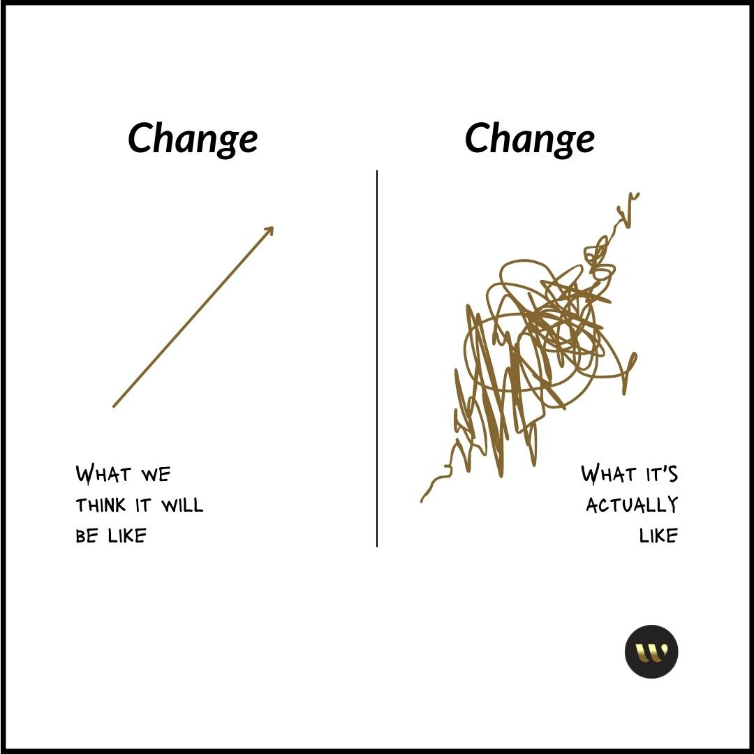 Change
What we
think it will
be like
Change
What it's
actually
like
w